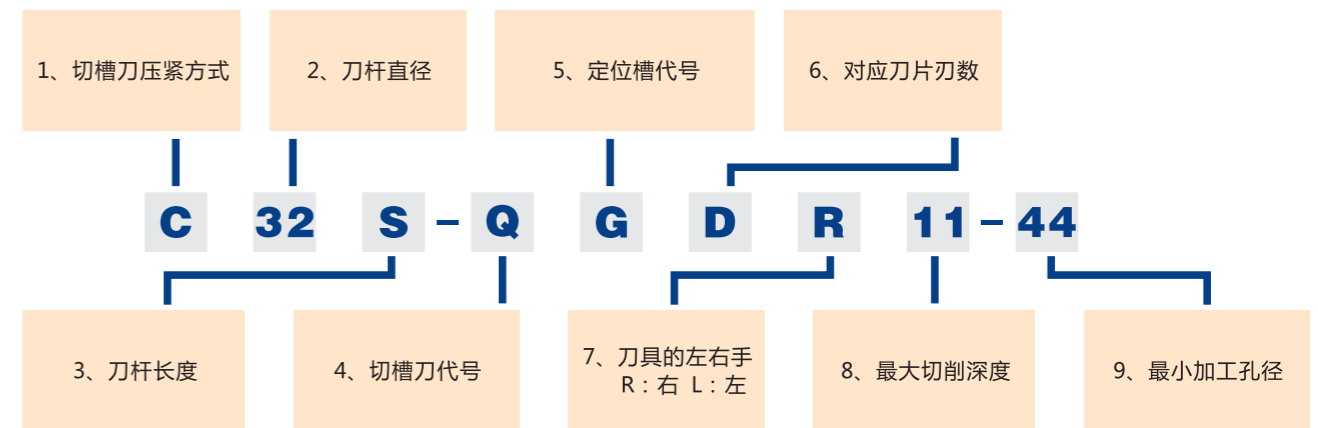 1、切槽刀压紧方式
2、刀杆直径
5、定位槽代号
6、对应刀片刃数
C 32 S - Q G D R 11 - 44
3、刀杆长度
4、切槽刀代号
7、刀具的左右手
R：右 L：左
8、最大切削深度
9、最小加工孔径